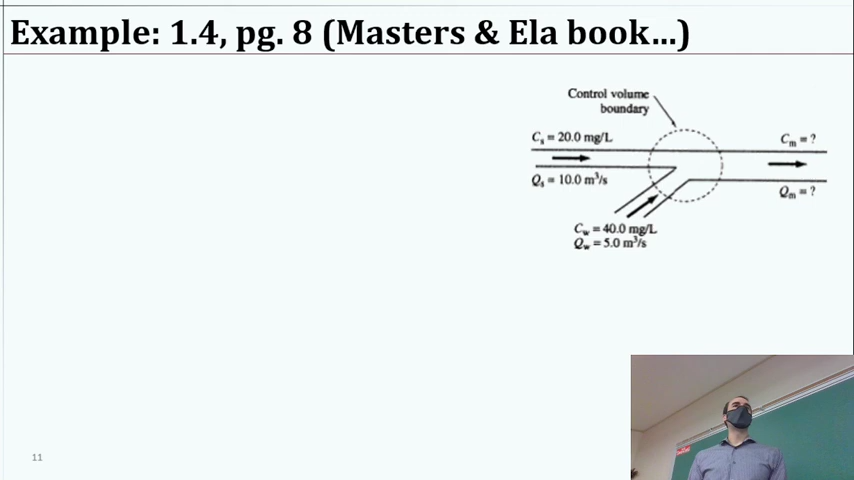 Example: 1.4, pg. 8 (Masters & Ela book…)
Control volume
boundary
Cs = 20.0 mg/L
Cm = ?
Qs = 10.0 m³/s
Qm = ?
Cw = 40.0 mg/L
Qw = 5.0 m³/s
11